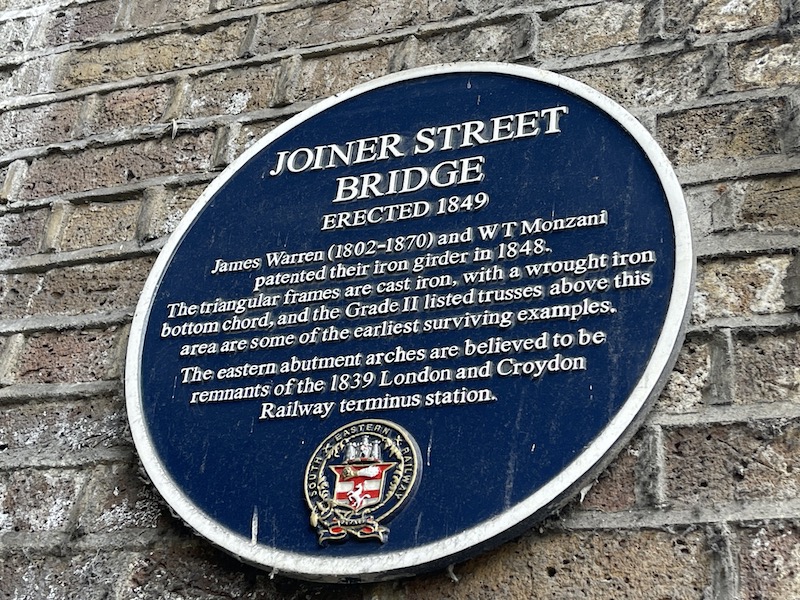 JOINER STREET
BRIDGE
ERECTED 1849
James Warren (1802-1870) and WT Monzani
patented their iron girder in 1848.
The triangular frames are cast iron, with a wrought iron
bottom chord, and the Grade II listed trusses above this
area are some of the earliest surviving examples.
The eastern abutment arches are believed to be
remnants of the 1839 London and Croydon
Railway terminus station.
SOUTH EASTERN RAILWAY